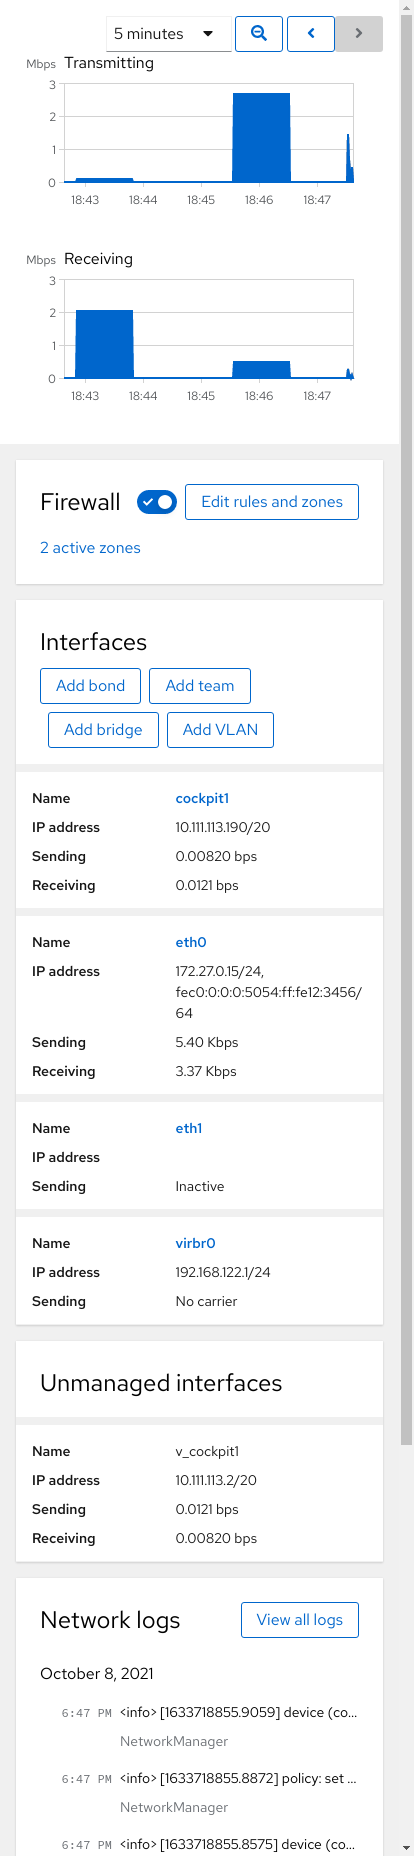 5 minutes
Mbps Transmitting
3
2
1
0
18:43 18:44 18:45 18:46 18:47
Mbps Receiving
3
2
1
0
18:43 18:44 18:45 18:46 18:47
Firewall Edit rules and zones
2 active zones
Interfaces
Add bond Add team
Add bridge Add VLAN
Name cockpit1
IP address 10.111.113.190/20
Sending 0.00820 bps
Receiving 0.0121 bps
Name eth0
IP address 172.27.0.15/24,
fec0:0:0:0:5054:ff:fe12:3456/
64
Sending 5.40 Kbps
Receiving 3.37 Kbps
Name eth1
IP address
Sending Inactive
Name virbr0
IP address 192.168.122.1/24
Sending No carrier
Unmanaged interfaces
Name v_cockpit1
IP address 10.111.113.2/20
Sending 0.0121 bps
Receiving 0.00820 bps
Network logs View all logs
October 8, 2021
6:47 PM <info> [1633718855.9059] device (co...
NetworkManager
6:47 PM <info> [1633718855.8872] policy: set ...
NetworkManager
6:47 PM <info> [1633718855.8575] device (co...